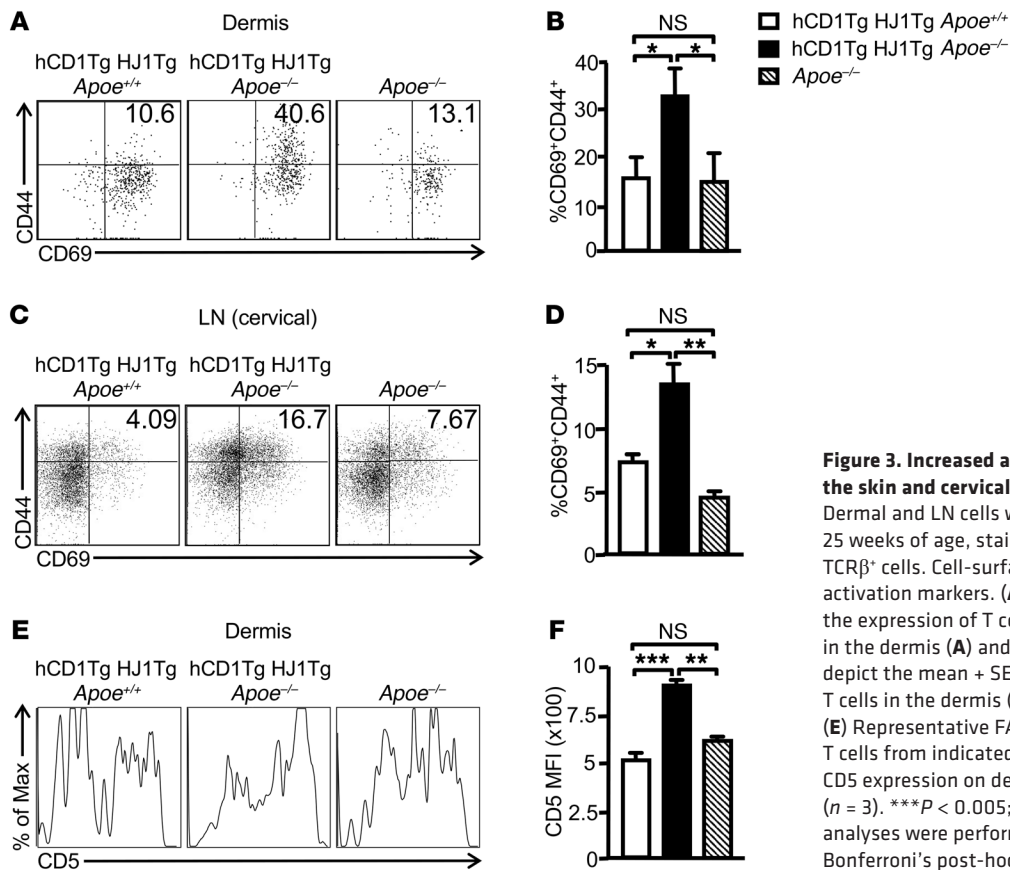 A
Dermis
hCD1Tg HJ1Tg
Apoe+/+
hCD1Tg HJ1Tg
Apoe–/–
Apoe–/–
10.6
40.6
13.1
CD44
CD69
B
NS
*
*
40
30
20
10
0
%CD69+CD44+
hCD1Tg HJ1Tg Apoe+/+
hCD1Tg HJ1Tg Apoe–/–
Apoe–/–
C
LN (cervical)
hCD1Tg HJ1Tg
Apoe+/+
hCD1Tg HJ1Tg
Apoe–/–
Apoe–/–
4.09
16.7
7.67
CD44
CD69
D
NS
*
**
15
10
5
0
%CD69+CD44+
E
Dermis
hCD1Tg HJ1Tg
Apoe+/+
hCD1Tg HJ1Tg
Apoe–/–
Apoe–/–
% of Max
CD5
F
NS
***
**
10
7.5
5
2.5
0
CD5 MFI (x100)
Figure 3. Increased a
the skin and cervical
Dermal and LN cells w
25 weeks of age, stai
TCRβ+ cells. Cell-surfa
activation markers. (A
the expression of T ce
in the dermis (A) and
depict the mean + SE
T cells in the dermis (
(E) Representative FA
T cells from indicated
CD5 expression on de
(n = 3). ***P < 0.005;
analyses were perforn
Bonferroni's post-hoc